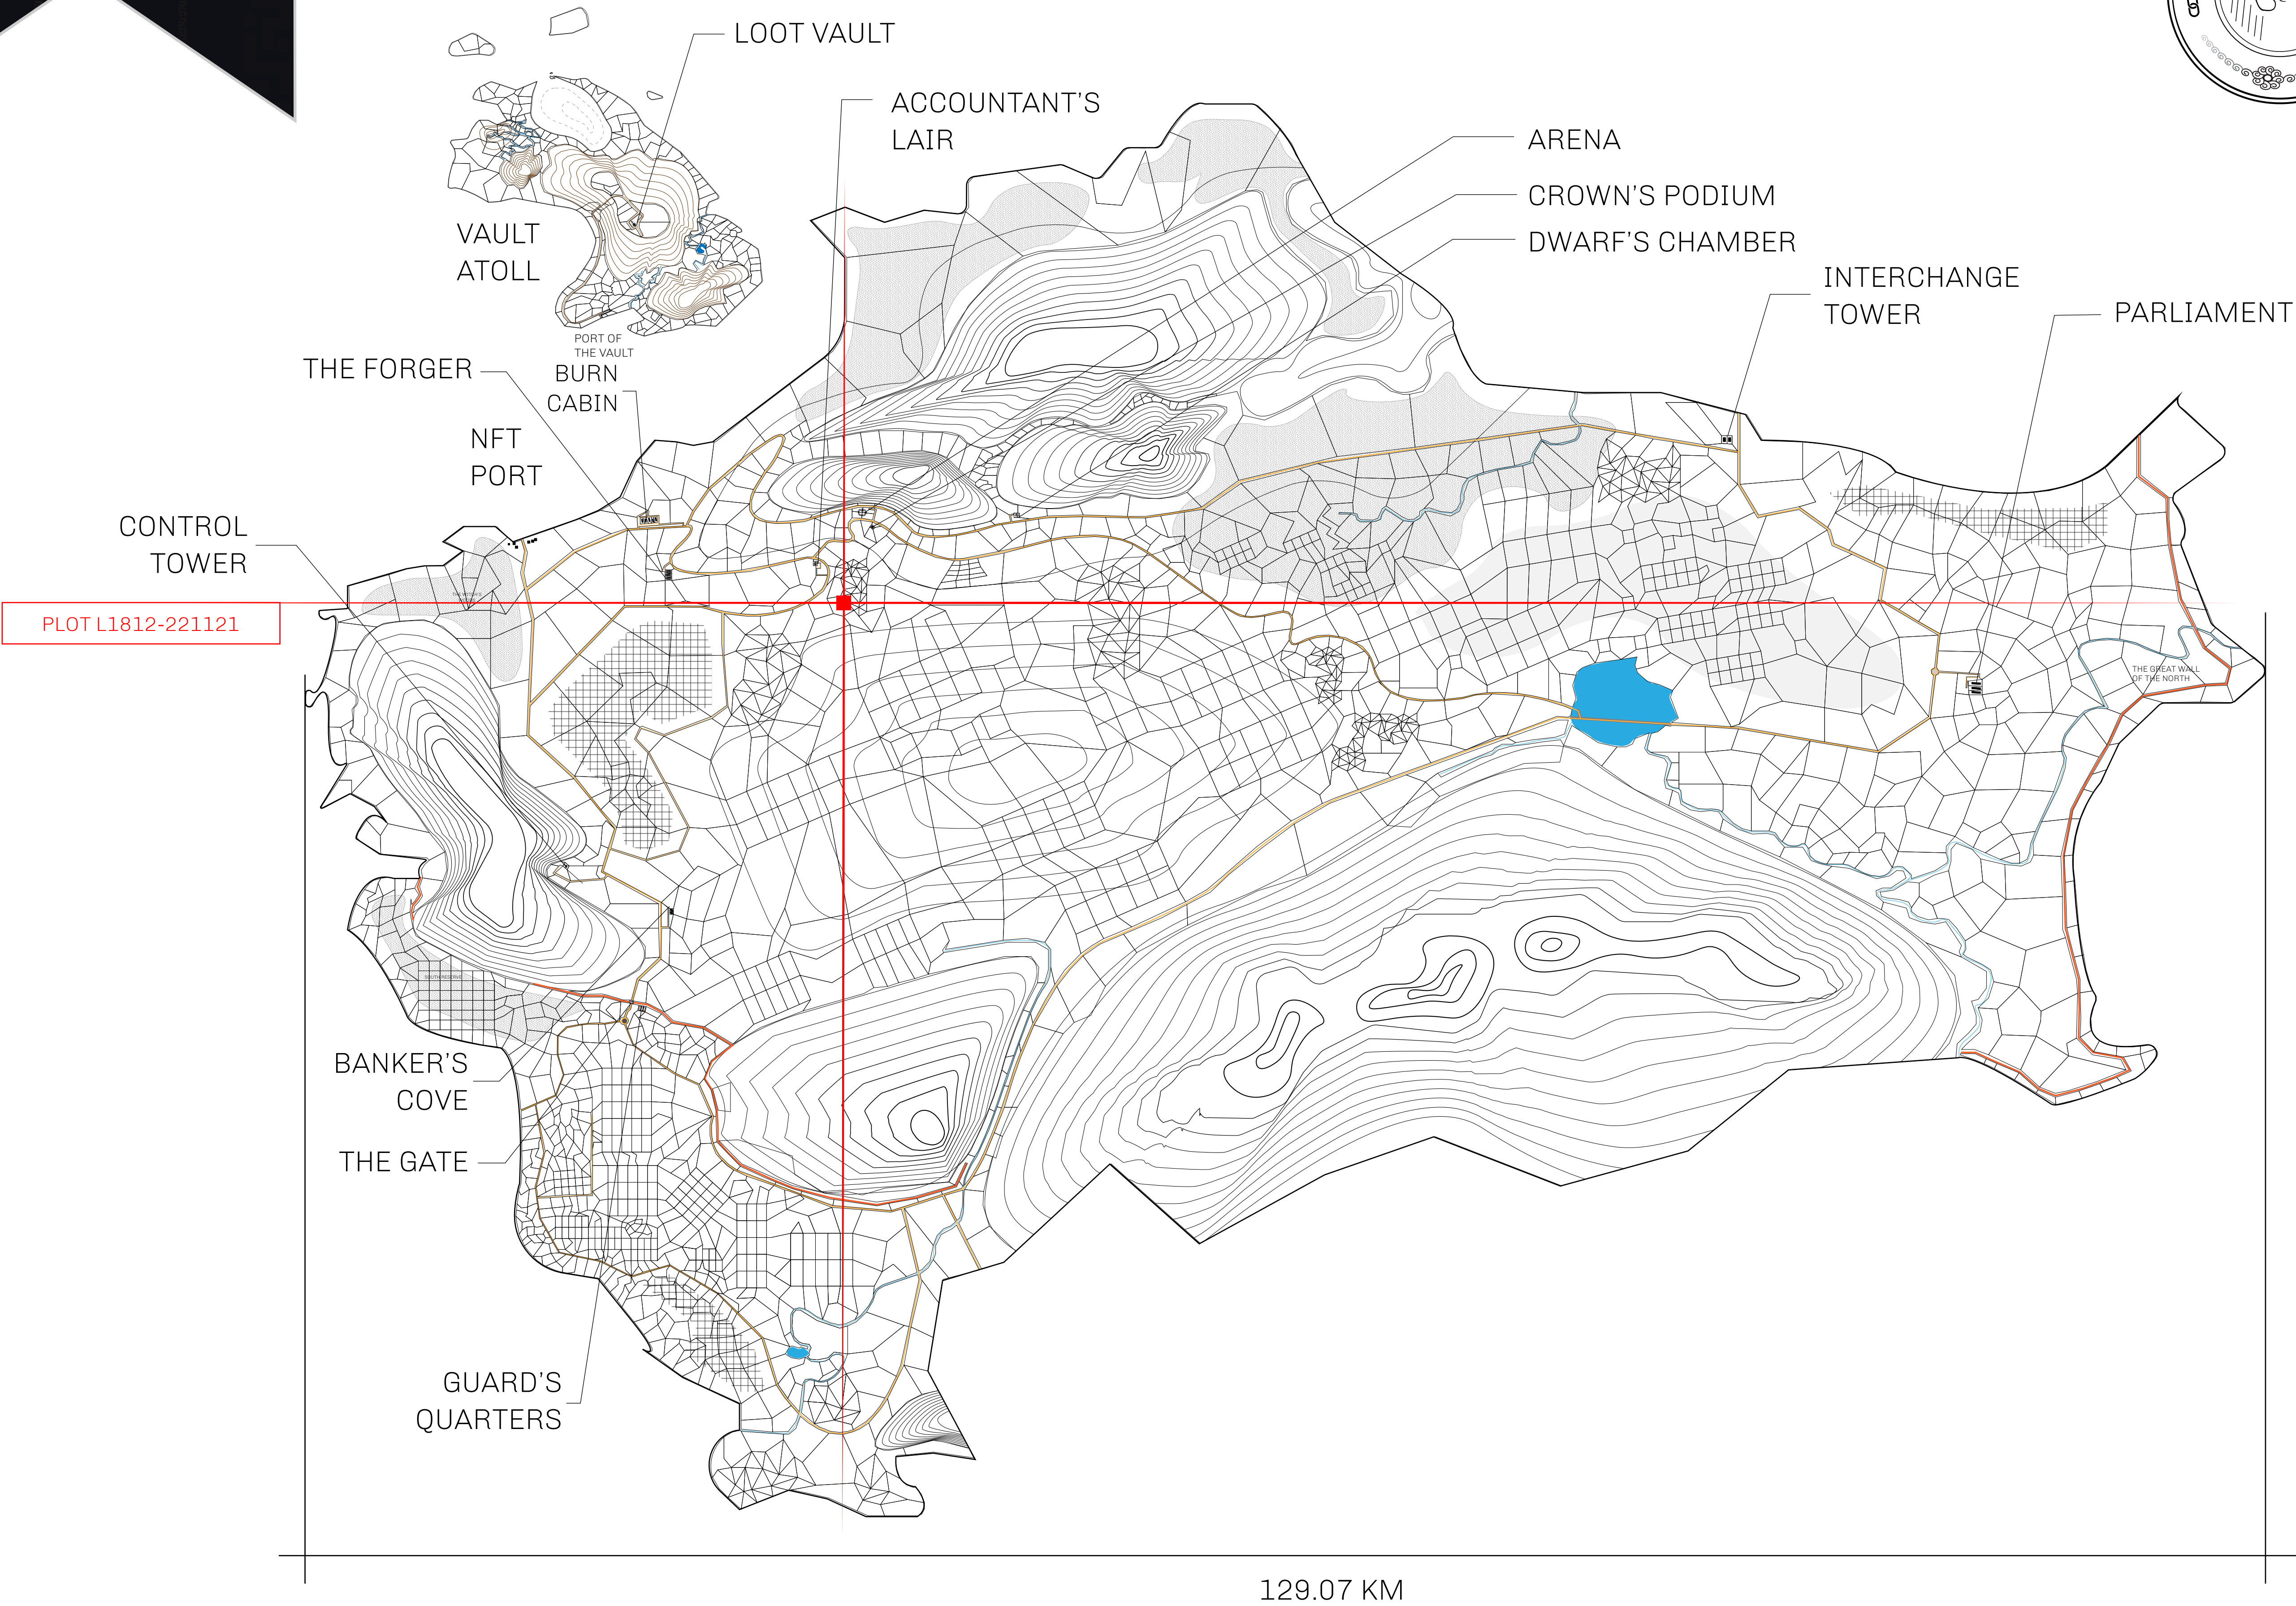 LOOT VAULT
ACCOUNTANT'S
LAIR
ARENA
CROWN'S PODIUM
DWARF'S CHAMBER
INTERCHANGE
TOWER
PARLIAMENT
VAULT
ATOLL
PORT OF
THE VAULT
THE FORGER
BURN
CABIN
NFT
PORT
CONTROL
TOWER
PLOT L1812-221121
THE GREAT WALL
OF THE NORTH
SOUTH RESERVE
BANKER'S
COVE
THE GATE
GUARD'S
QUARTERS
129.07 KM